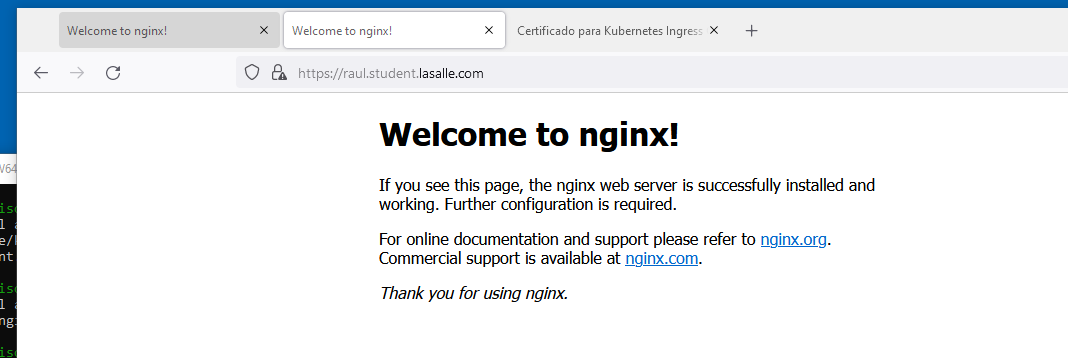 Welcome to nginx!
Welcome to nginx!
Certificado para Kubernetes Ingress
https://raul.student.lasalle.com
Welcome to nginx!
If you see this page, the nginx web server is successfully installed and
working. Further configuration is required.
For online documentation and support please refer to nginx.org.
Commercial support is available at nginx.com.
Thank you for using nginx.